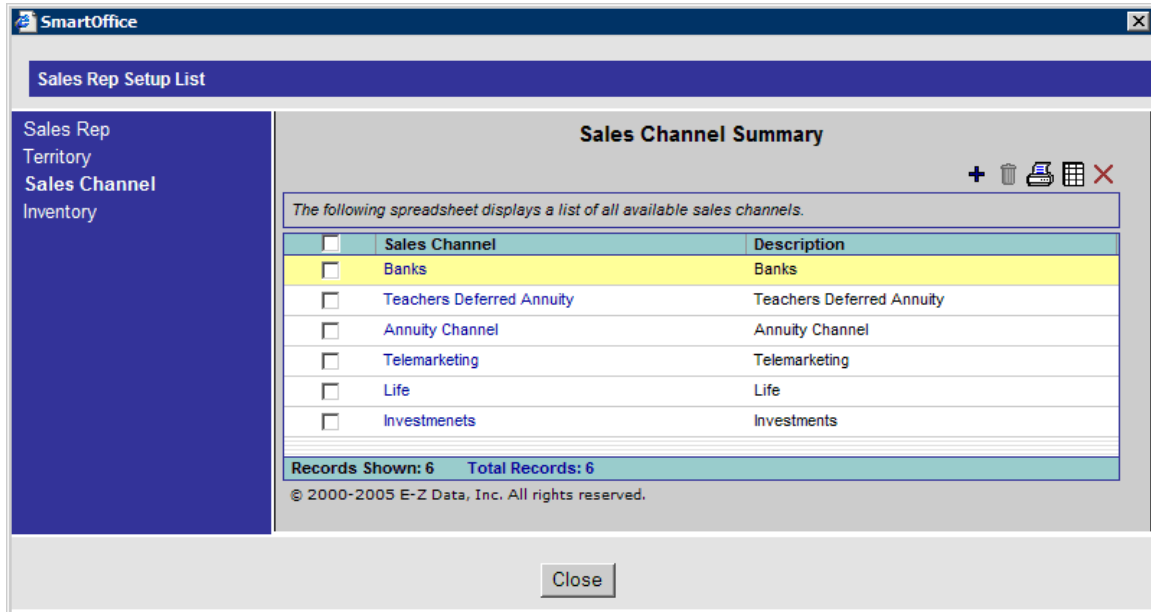 SmartOffice
Sales Rep Setup List
Sales Rep
Territory
Sales Channel
Inventory
Sales Channel Summary
The following spreadsheet displays a list of all available sales channels.
Sales Channel Description
Banks Banks
Teachers Deferred Annuity Teachers Deferred Annuity
Annuity Channel Annuity Channel
Telemarketing Telemarketing
Life Life
Investmenets Investments
Records Shown: 6 Total Records: 6
© 2000-2005 E-Z Data, Inc. All rights reserved.
Close